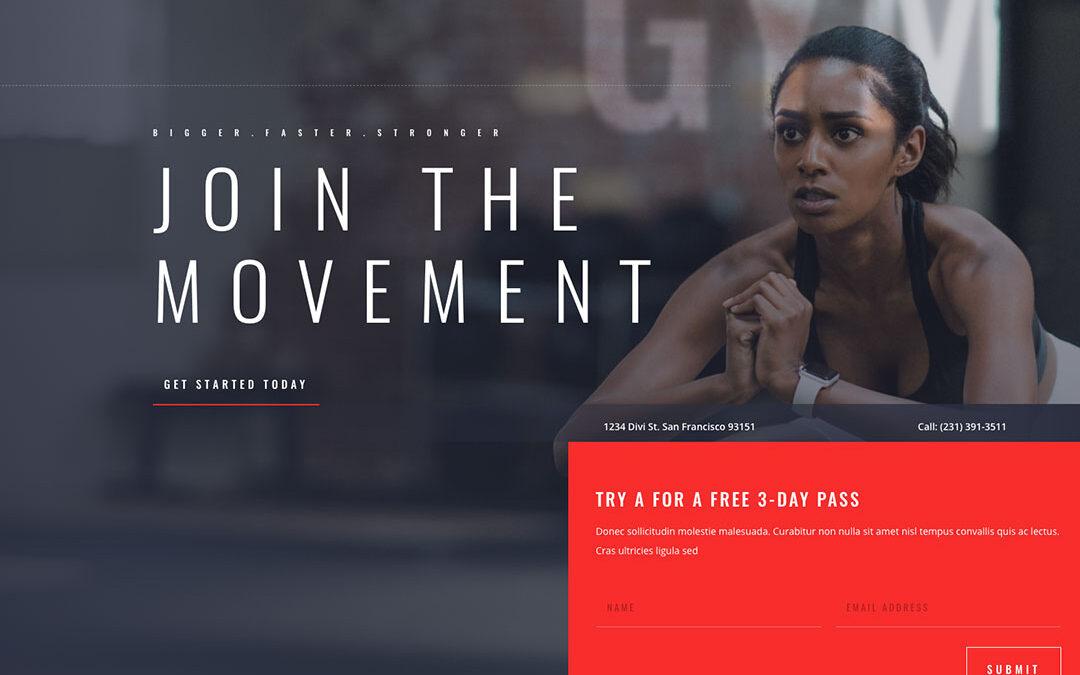 GYM
BIGGER.FASTER.STRONGER
JOIN THE
MOVEMENT
GET STARTED TODAY
1234 Divi St. San Francisco 93151
Call: (231) 391-3511
TRY A FOR A FREE 3-DAY PASS
Donec sollicitudin molestie malesuada. Curabitur non nulla sit amet nisl tempus convallis quis ac lectus.
Cras ultricies ligula sed
NAME
EMAIL ADDRESS
SUBMIT